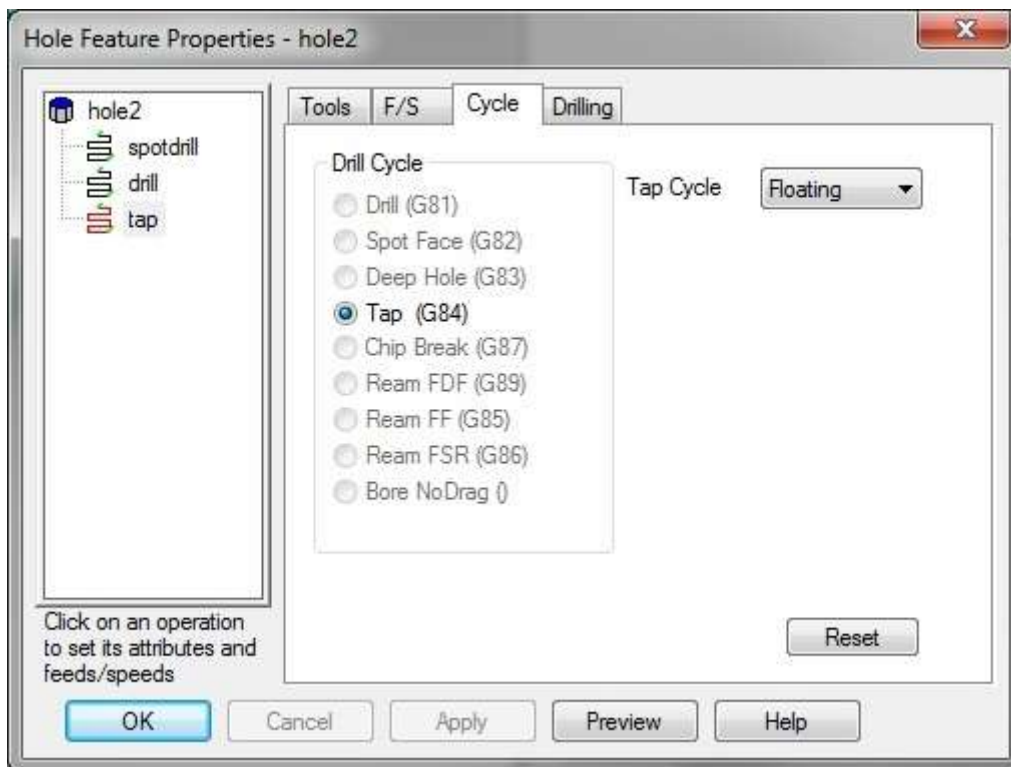 Hole Feature Properties - hole2
hole2
spotdrill
drill
tap
Click on an operation
to set its attributes and
feeds/speeds
Tools F/S Cycle Drilling
Drill Cycle
Drill (G81)
Spot Face (G82)
Deep Hole (G83)
Tap (G84)
Chip Break (G87)
Ream FDF (G89)
Ream FF (G85)
Ream FSR (G86)
Bore NoDrag ()
Tap Cycle Floating
Reset
OK Cancel Apply Preview Help